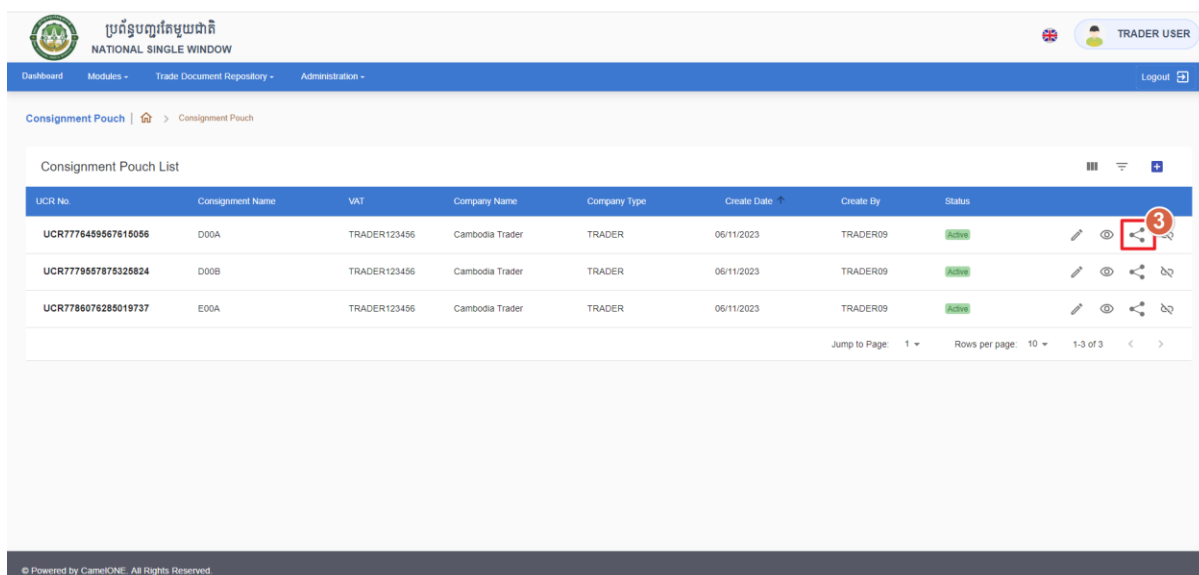 ប្រព័ន្ធបញ្ជរតែមួយជាតិ
NATIONAL SINGLE WINDOW
TRADER USER
Dashboard Modules Trade Document Repository Administration Logout
Consignment Pouch | > Consignment Pouch
Consignment Pouch List
UCR No. Consignment Name VAT Company Name Company Type Create Date Create By Status
3
UCR7776459567615056 D00A TRADER123456 Cambodia Trader TRADER 06/11/2023 TRADER09 Active
UCR7779557875325824 D00B TRADER123456 Cambodia Trader TRADER 06/11/2023 TRADER09 Active
UCR7786076285019737 E00A TRADER123456 Cambodia Trader TRADER 06/11/2023 TRADER09 Active
Jump to Page: 1 Rows per page: 10 1-3 of 3 < >
© Powered by CamelONE. All Rights Reserved.